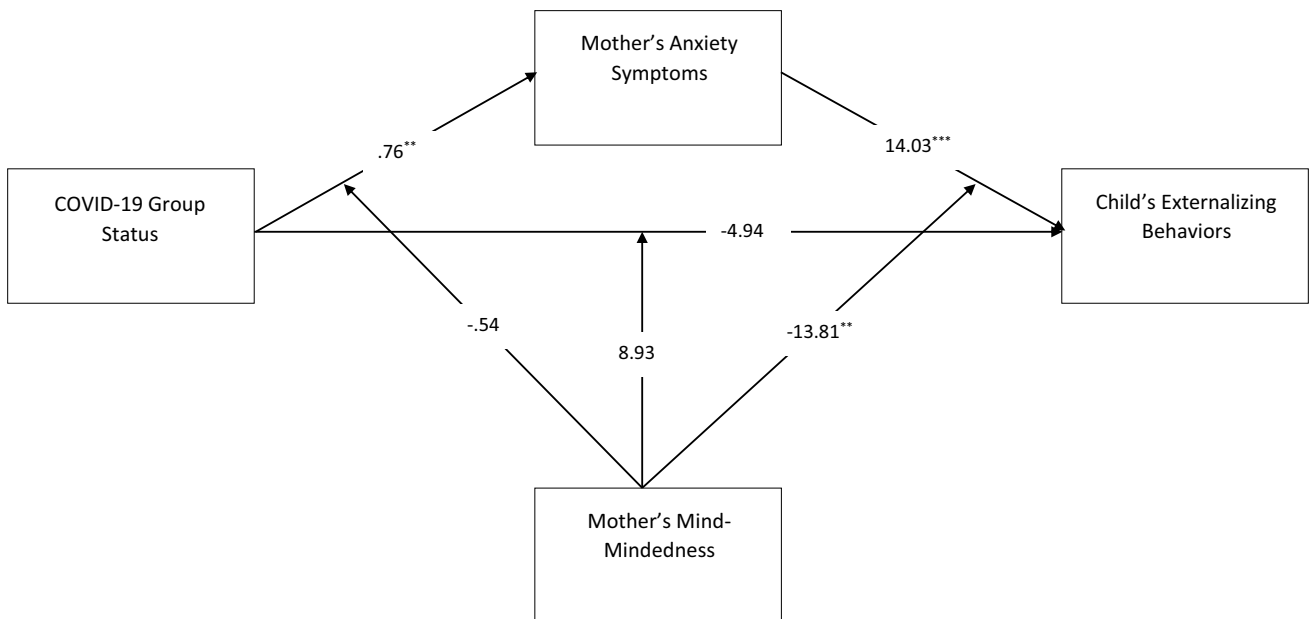 Mother’s Anxiety
Symptoms
.76**
14.03***
COVID-19 Group
Status
Child’s Externalizing
Behaviors
-4.94
-.54
8.93
-13.81**
Mother’s Mind-
Mindedness